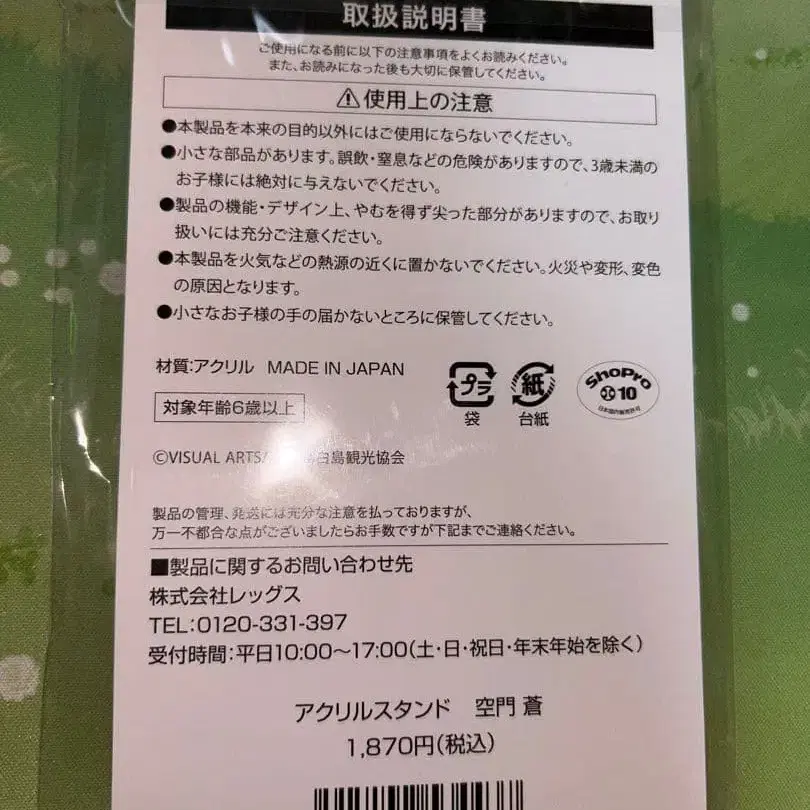 取扱説明書
ご使用になる前に以下の注意事項をよくお読みください。
また、お読みになった後も大切に保管してください。
⚠使用上の注意
●本製品を本来の目的以外にはご使用にならないでください。
●小さな部品があります。誤飲・窒息などの危険がありますので、3歳未満の
お子様には絶対に与えないでください。
●製品の機能・デザイン上、やむを得ず尖った部分がありますので、お取り
扱いには充分ご注意ください。
●本製品を火気などの熱源の近くに置かないでください。火災や変形、変色
の原因となります。
●小さなお子様の手の届かないところに保管してください。
材質:アクリル MADE IN JAPAN
対象年齢6歳以上
プラ
袋
紙
台紙
ShoPro
10
日本国内販売許可
©VISUAL ARTS/ 白島観光協会
製品の管理、発送には充分な注意を払っておりますが、
万一不都合な点がございましたらお手数ですが下記までご連絡ください。
■製品に関するお問い合わせ先
株式会社レッグス
TEL:0120-331-397
受付時間:平日10:00〜17:00(土・日・祝日・年末年始を除く)
アクリルスタンド 空門 蒼
1,870円(税込)